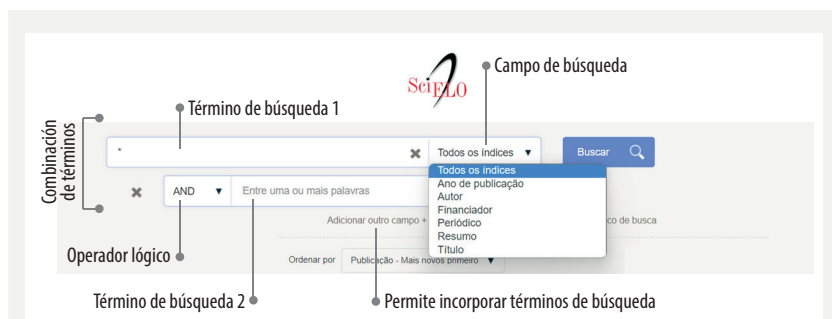 SciELO
Campo de búsqueda
Término de búsqueda 1
Combinación
de términos
*
Todos os índices
Buscar
Todos os índices
Ano de publicação
Autor
Financiador
Periódico
Resumo
Título
AND
Entre uma ou mais palavras
Adicionar outro campo +
co de busca
Operador lógico
Ordenar por
Publicação - Mais novos primeiro
Término de búsqueda 2
Permite incorporar términos de búsqueda